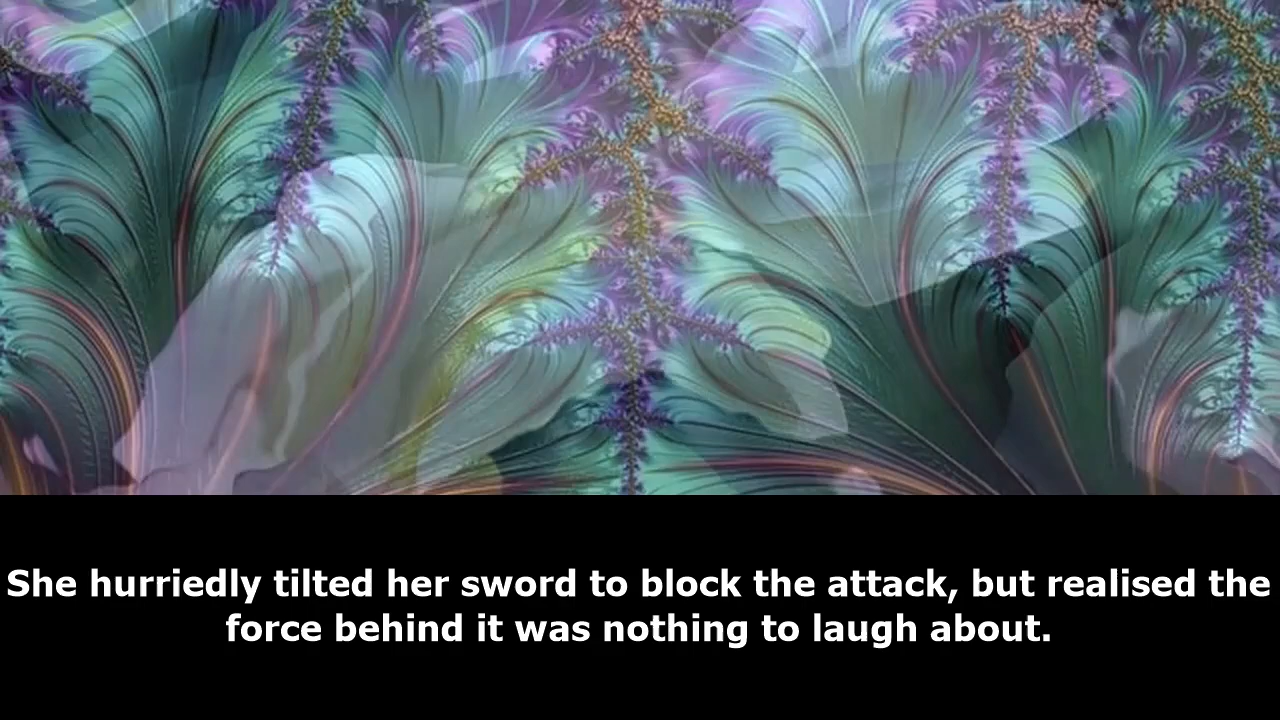 She hurriedly tilted her sword to block the attack, but realised the
force behind it was nothing to laugh about.